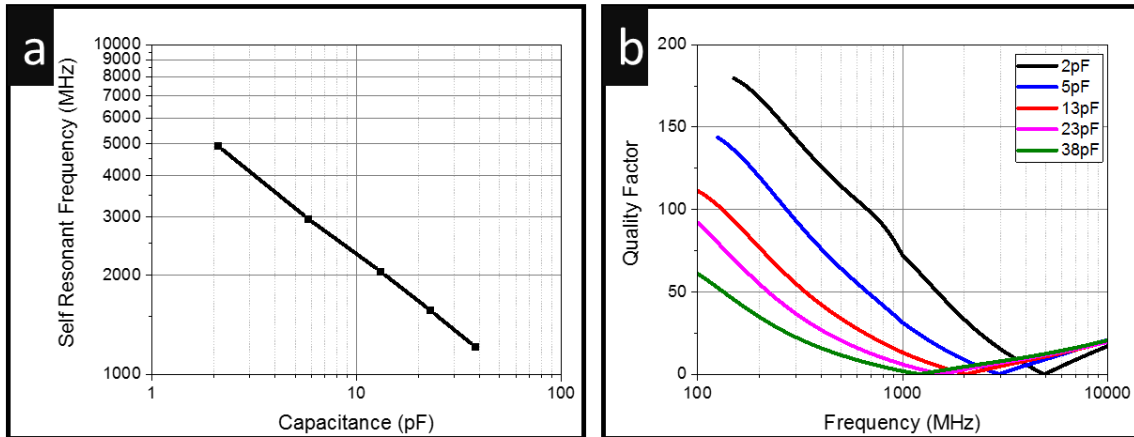 a
Self Resonant Frequency (MHz)
10000
9000
8000
7000
6000
5000
4000
3000
2000
1000
1
10
100
Capacitance (pF)
b
Quality Factor
200
150
100
50
0
2pF
5pF
13pF
23pF
38pF
100
1000
10000
Frequency (MHz)